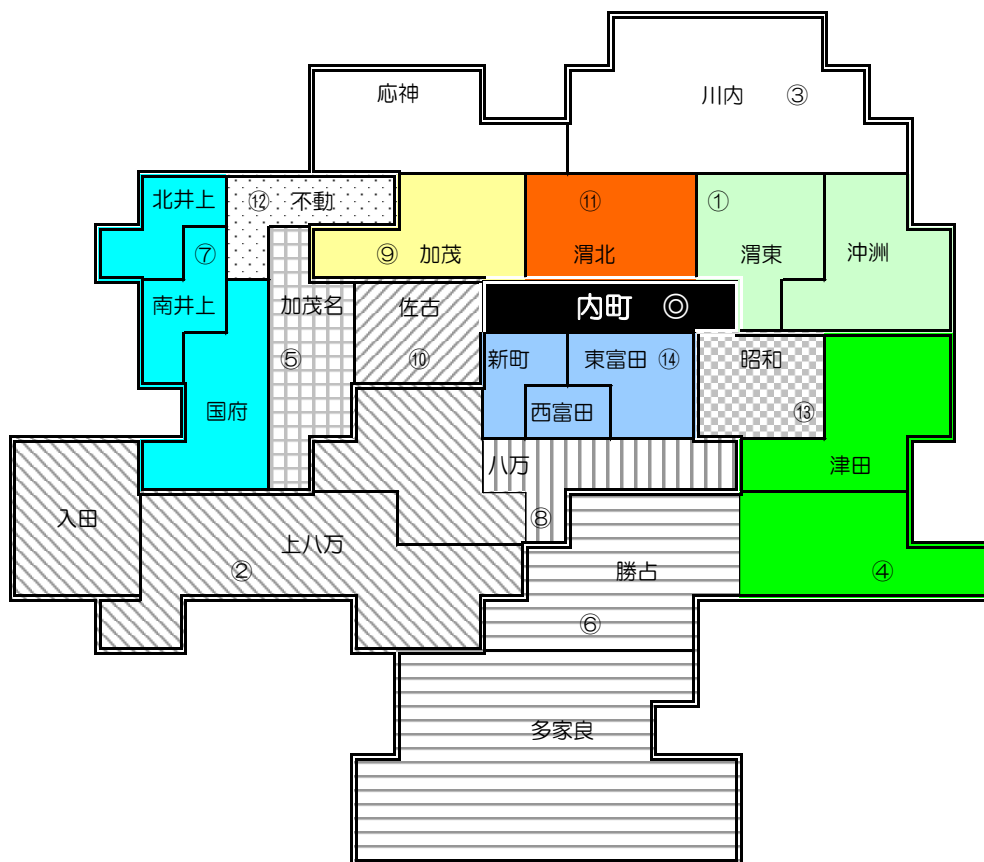 応神
川内 ③
北井上
⑫ 不動
⑪
①
⑦
⑨ 加茂
渭北
渭東
沖洲
南井上
加茂名
佐古
内町 ◎
⑤
⑩
新町
東富田 ⑭
昭和
国府
西富田
⑬
入田
八万
津田
上八万
⑧
②
勝占
④
⑥
多家良